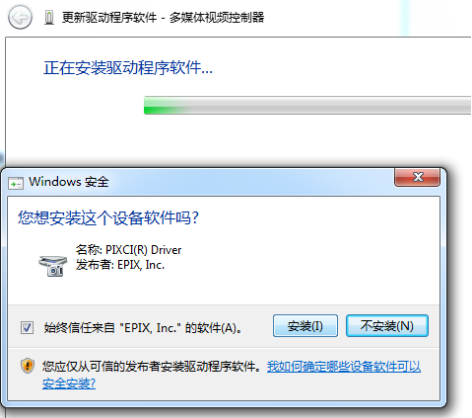 更新驱动程序软件 - 多媒体视频控制器
正在安装驱动程序软件...
Windows 安全
您想安装这个设备软件吗?
名称: PIXCI(R) Driver
发布者: EPIX, Inc.
始终信任来自 "EPIX, Inc." 的软件(A)。
安装(I)
不安装(N)
您应仅从可信的发布者安装驱动程序软件。我如何确定哪些设备软件可以
安全安装?